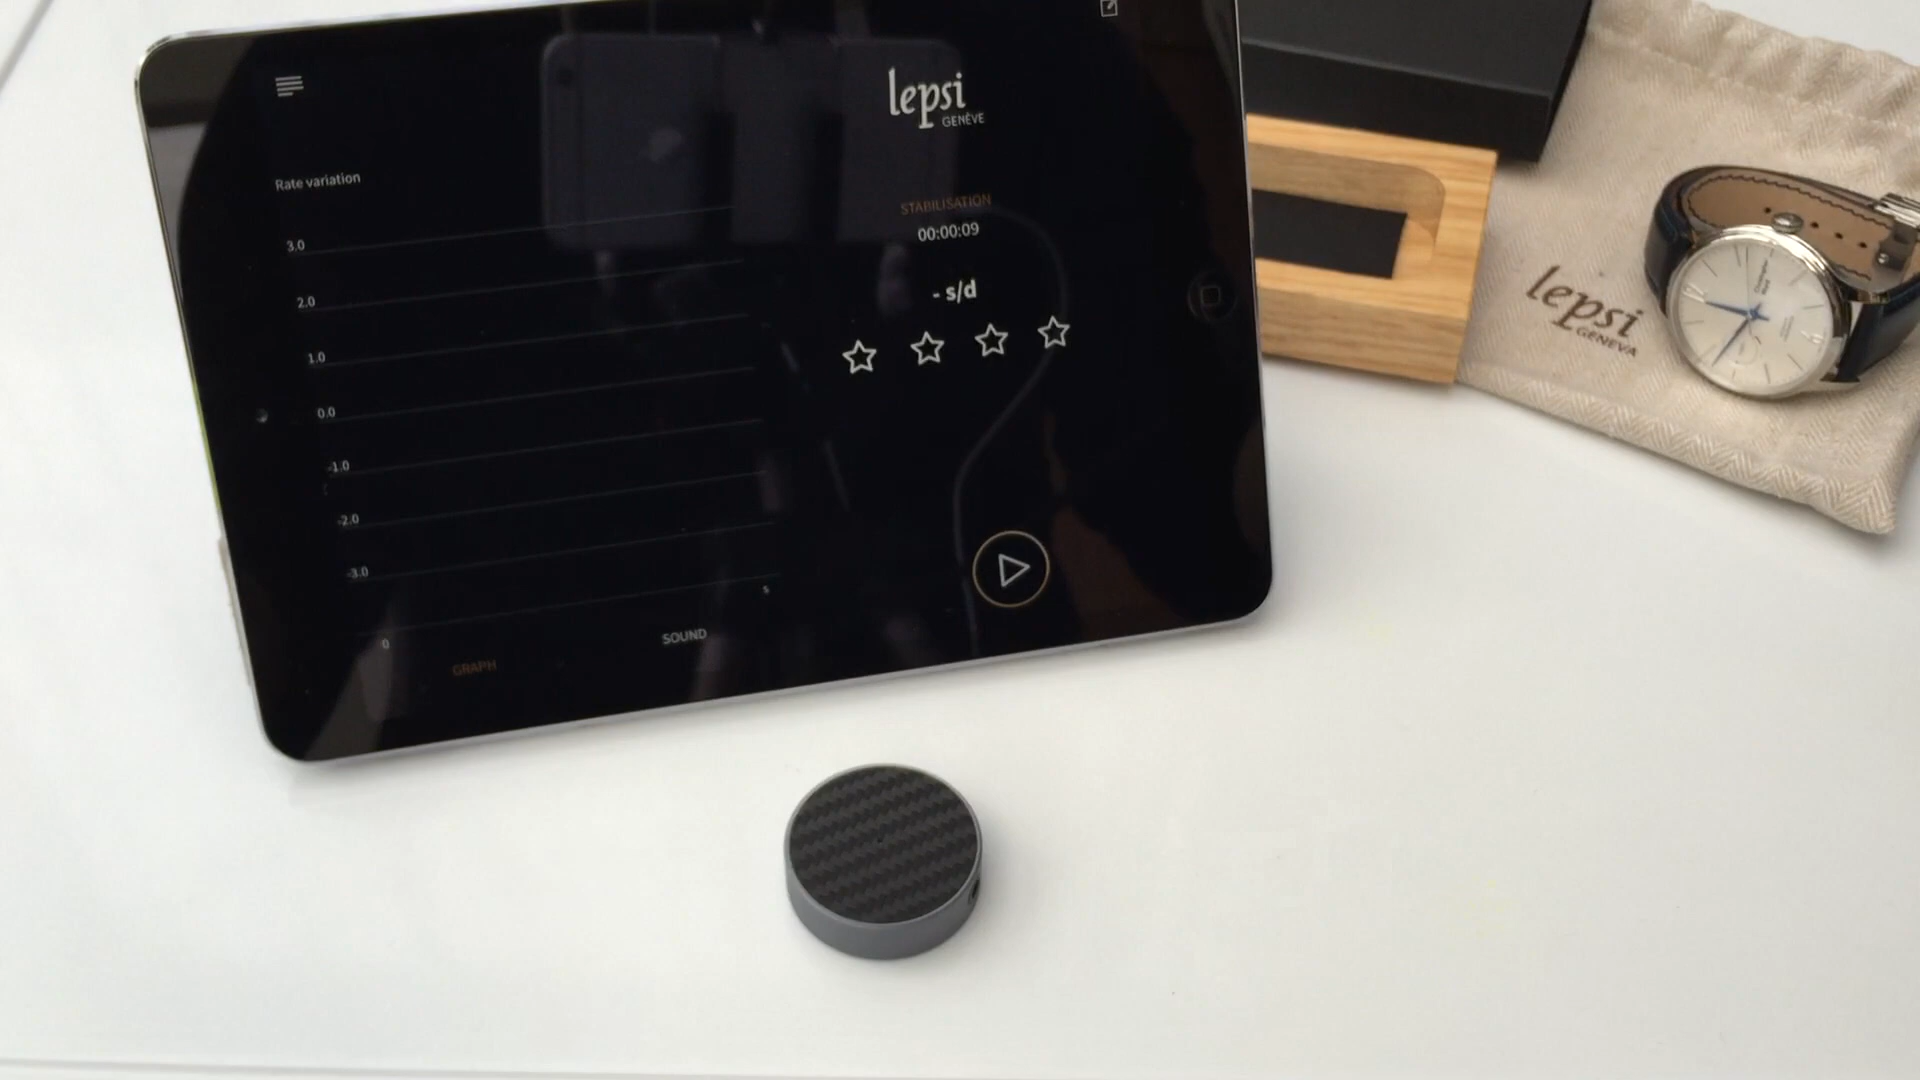 lepsi
GENÈVE
Rate variation
STABILISATION
00:00:09
- s/d
3.0
2.0
1.0
0.0
-1.0
-2.0
-3.0
0
s
GRAPH
SOUND
lepsi
GENEVA